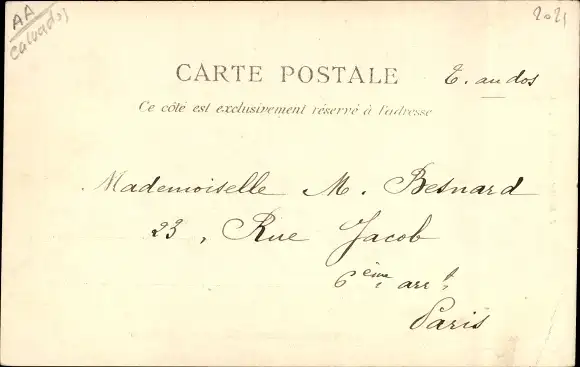 AA
Calvados
2021
CARTE POSTALE T. au dos
Ce côté est exclusivement réservé à l'adresse
Mademoiselle M. Besnard
23, Rue Jacob
6ème arrt
Paris